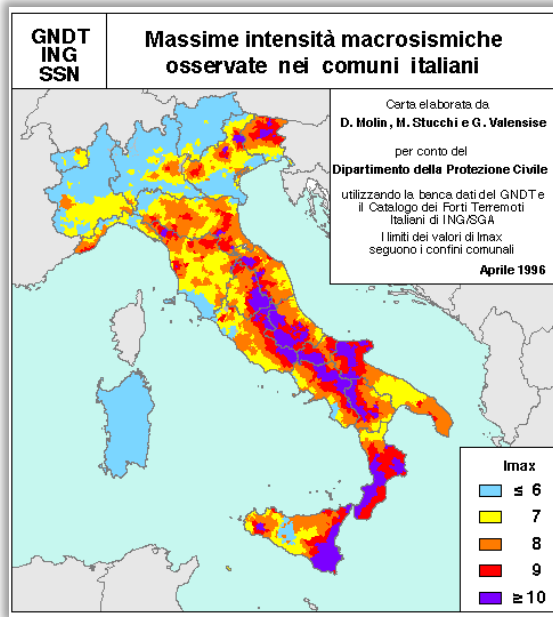 GNDT
ING
SSN
Massime intensità macrosismiche
osservate nei comuni italiani
Carta elaborata da
D. Molin, M. Stucchi e G. Valensise
per conto del
Dipartimento della Protezione Civile
utilizzando la banca dati del GNDT e
il Catalogo dei Forti Terremoti
Italiani di ING/SGA
I limiti dei valori di Imax
seguono i confini comunali
Aprile 1996
Imax
≤ 6
7
8
9
≥ 10